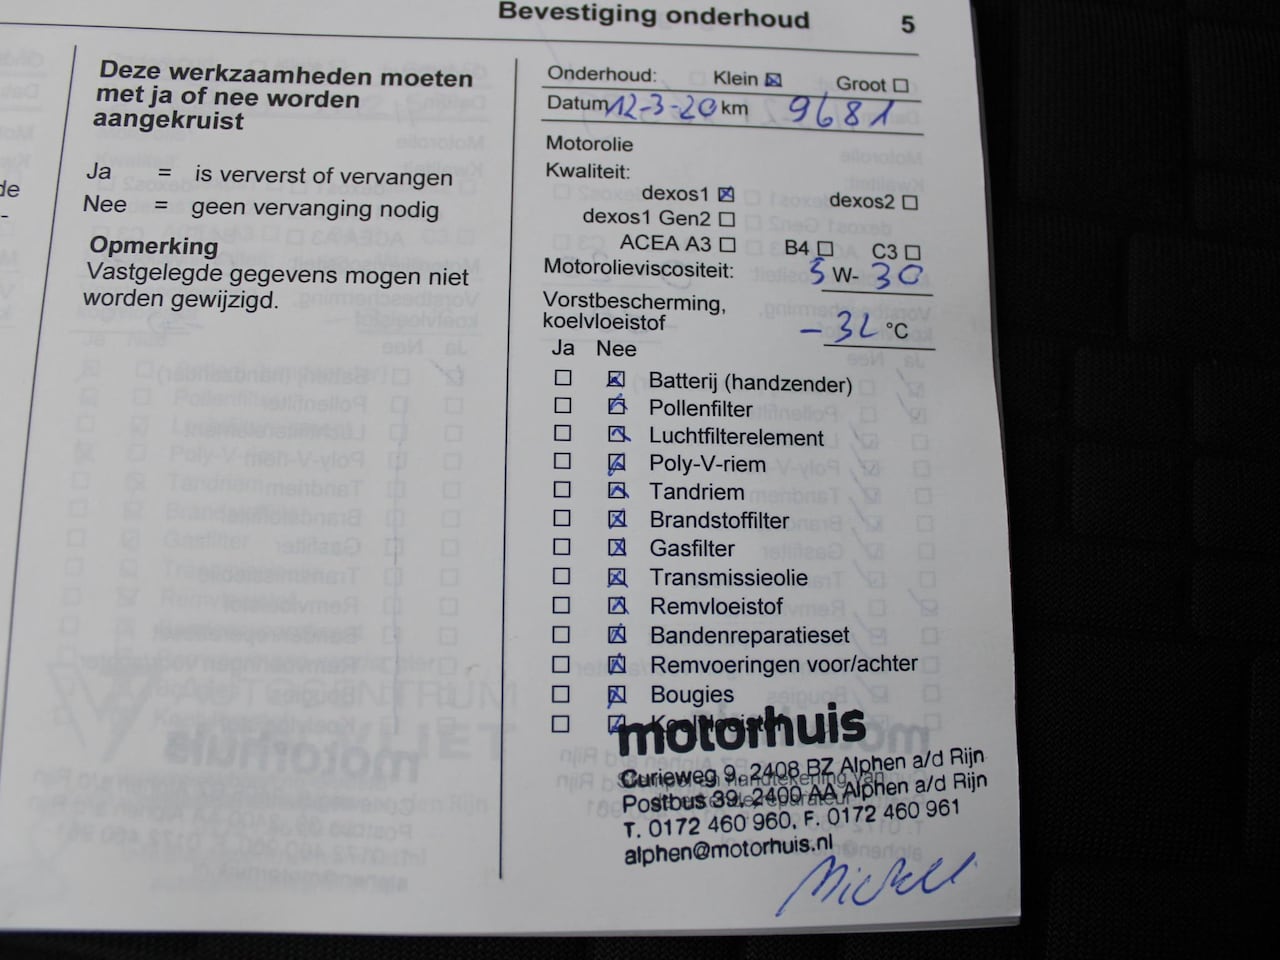 Bevestiging onderhoud 5
de
-
Deze werkzaamheden moeten
met ja of nee worden
aangekruist
Ja = is ververst of vervangen
Nee = geen vervanging nodig
Opmerking
Vastgelegde gegevens mogen niet
worden gewijzigd.
Onderhoud: Klein ☒ Groot ☐
Datum 12-3-20 km 9681
Motorolie
Kwaliteit:
dexos1 ☒ dexos2 ☐
dexos1 Gen2 ☐
ACEA A3 ☐ B4 ☐ C3 ☐
Motorolieviscositeit: 5 W- 30
Vorstbescherming,
koelvloeistof -32 °C
Ja Nee
☐ ☒ Batterij (handzender)
☐ ☒ Pollenfilter
☐ ☒ Luchtfilterelement
☐ ☒ Poly-V-riem
☐ ☒ Tandriem
☐ ☒ Brandstoffilter
☐ ☒ Gasfilter
☐ ☒ Transmissieolie
☐ ☒ Remvloeistof
☐ ☒ Bandenreparatieset
☐ ☒ Remvoeringen voor/achter
☐ ☒ Bougies
☐ ☒ Koelvloeistof
motorhuis
Curieweg 9, 2408 BZ Alphen a/d Rijn
Postbus 39, 2400 AA Alphen a/d Rijn
T. 0172 460 960, F. 0172 460 961
alphen@motorhuis.nl